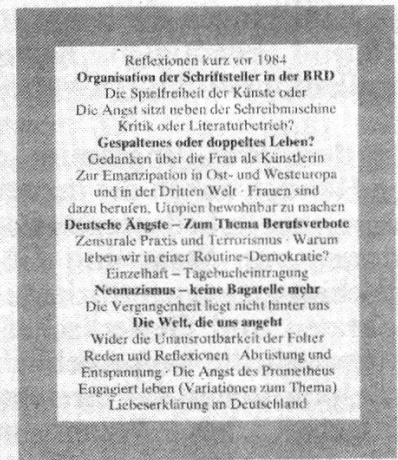 Reflexionen kurz vor 1984
Organisation der Schriftsteller in der BRD
Die Spielfreiheit der Künste oder
Die Angst sitzt neben der Schreibmaschine
Kritik oder Literaturbetrieb?
Gespaltenes oder doppeltes Leben?
Gedanken über die Frau als Künstlerin
Zur Emanzipation in Ost- und Westeuropa
und in der Dritten Welt · Frauen sind
dazu berufen, Utopien bewohnbar zu machen
Deutsche Ängste – Zum Thema Berufsverbote
Zensurale Praxis und Terrorismus · Warum
leben wir in einer Routine-Demokratie?
Einzelhaft – Tagebucheintragung
Neonazismus – keine Bagatelle mehr
Die Vergangenheit liegt nicht hinter uns
Die Welt, die uns angeht
Wider die Unausrottbarkeit der Folter
Reden und Reflexionen Abrüstung und
Entspannung · Die Angst des Prometheus
Engagiert leben (Variationen zum Thema)
Liebeserklärung an Deutschland